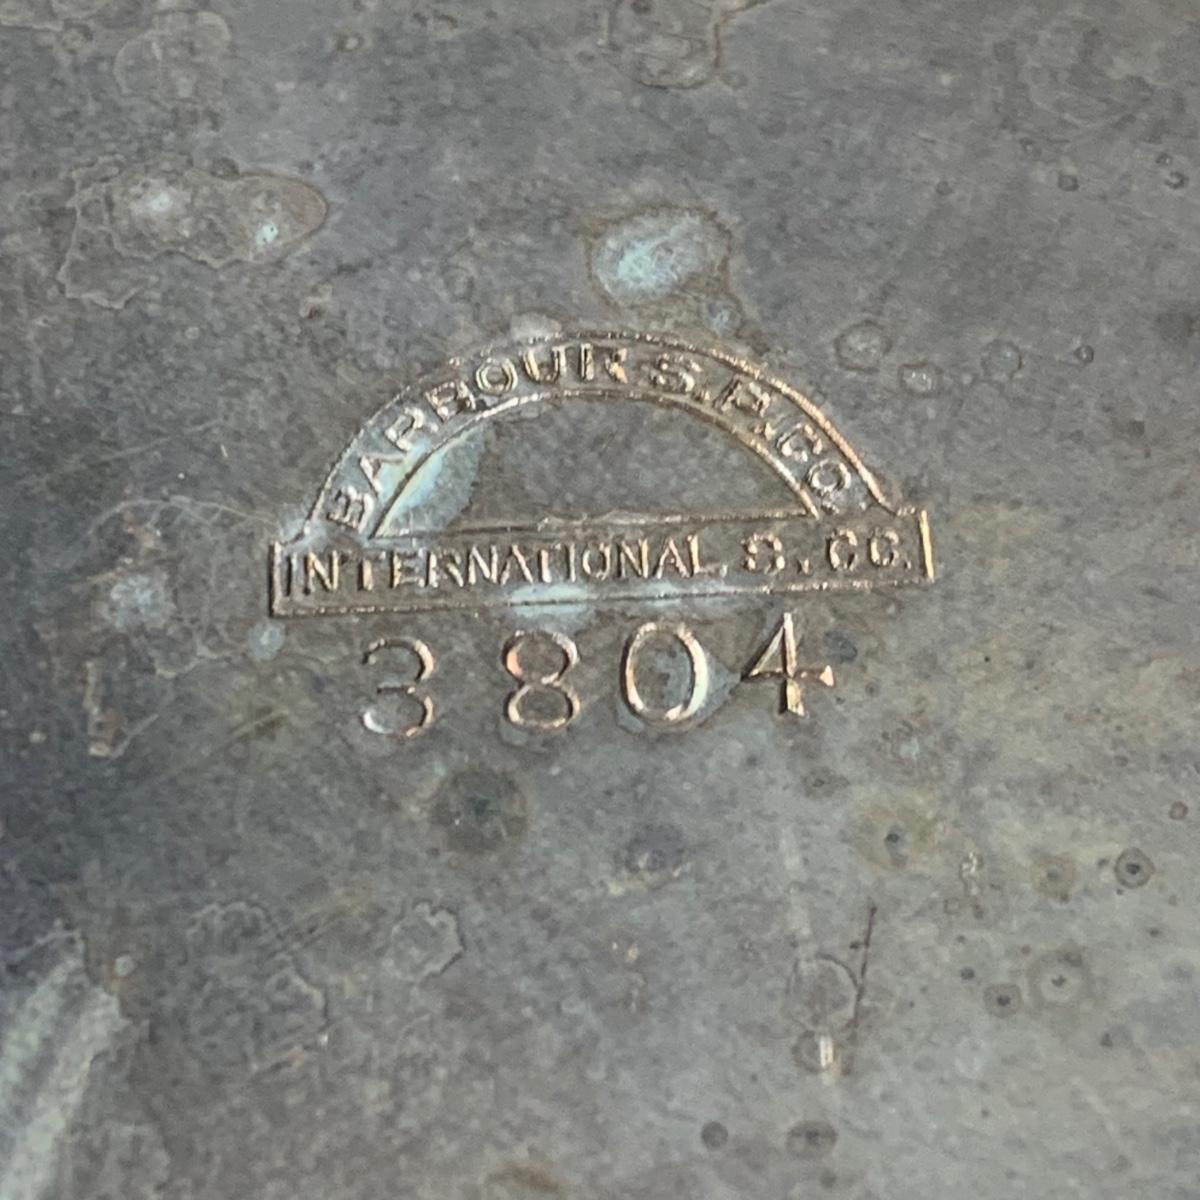 BARBOUR S.P.CO.
INTERNATIONAL S. CO.
3804